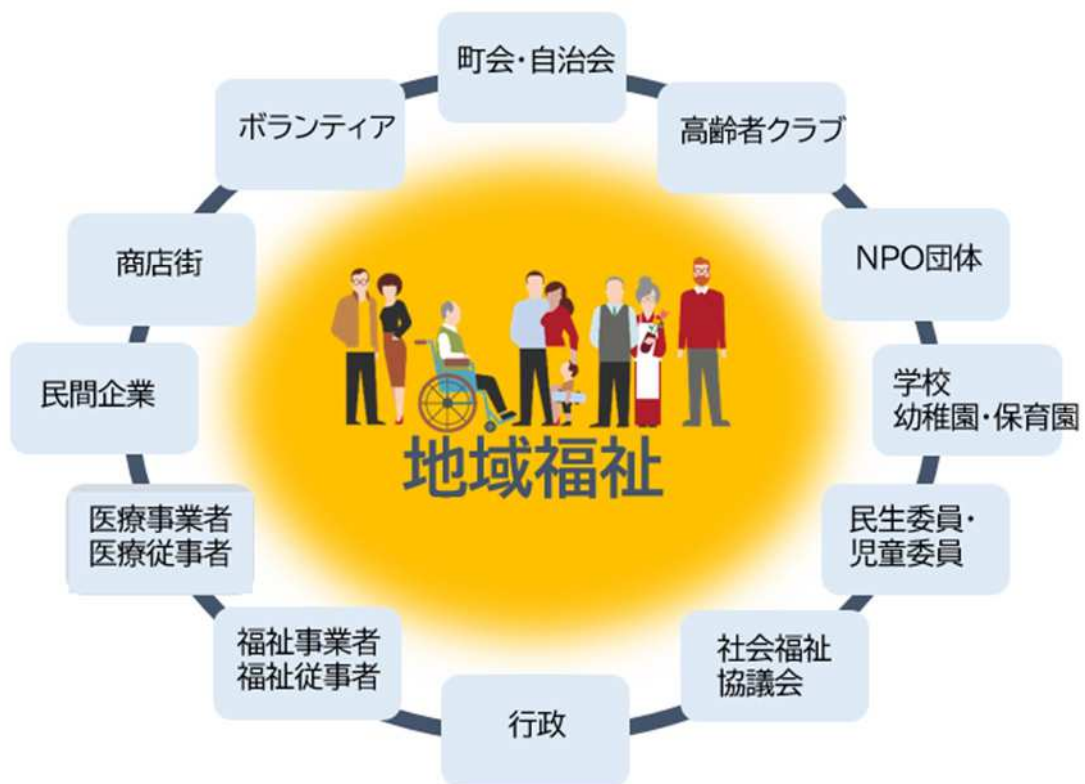 町会・自治会
高齢者クラブ
NPO団体
学校
幼稚園・保育園
民生委員・
児童委員
社会福祉
協議会
行政
福祉事業者
福祉従事者
医療事業者
医療従事者
民間企業
商店街
ボランティア
地域福祉